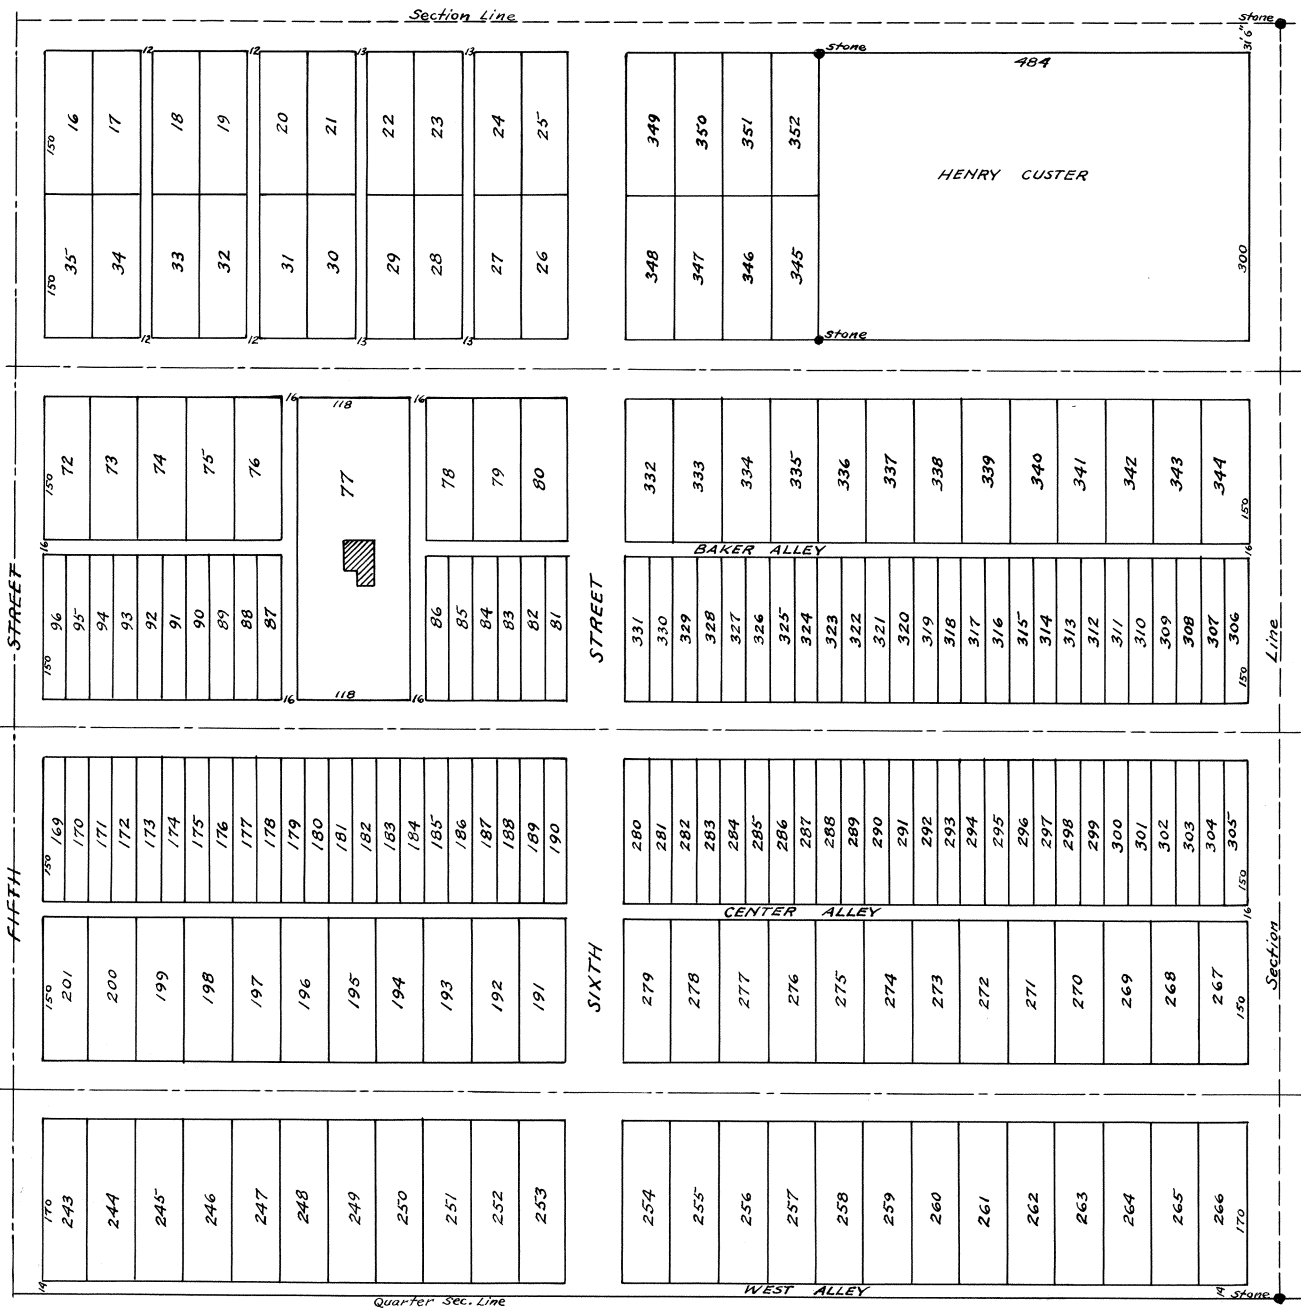 Section Line
stone
31'6"
12 12 13 13
stone
484
16 17 18 19 20 21 22 23 24 25
349 350 351 352
150
HENRY CUSTER
35 34 33 32 31 30 29 28 27 26
348 347 346 345
150
300
12 12 13 13
stone
16 118 16
72 73 74 75 76 77 78 79 80
332 333 334 335 336 337 338 339 340 341 342 343 344
150 150
16 BAKER ALLEY 16
96 95 94 93 92 91 90 89 88 87
86 85 84 83 82 81
331 330 329 328 327 326 325 324 323 322 321 320 319 318 317 316 315 314 313 312 311 310 309 308 307 306
150 150
16 118 16
FIFTH STREET
SIXTH STREET
Section Line
169 170 171 172 173 174 175 176 177 178 179 180 181 182 183 184 185 186 187 188 189 190
280 281 282 283 284 285 286 287 288 289 290 291 292 293 294 295 296 297 298 299 300 301 302 303 304 305
150 150
CENTER ALLEY 16
201 200 199 198 197 196 195 194 193 192 191
279 278 277 276 275 274 273 272 271 270 269 268 267
150 150
243 244 245 246 247 248 249 250 251 252 253
254 255 256 257 258 259 260 261 262 263 264 265 266
170 170
14 WEST ALLEY 14 stone
Quarter Sec. Line